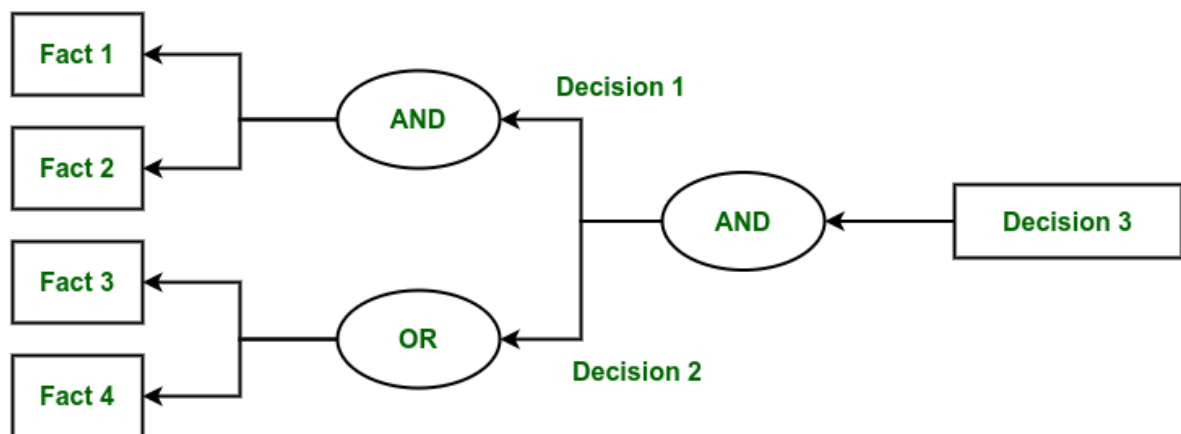 Fact 1
Fact 2
Fact 3
Fact 4
AND
OR
Decision 1
Decision 2
AND
Decision 3